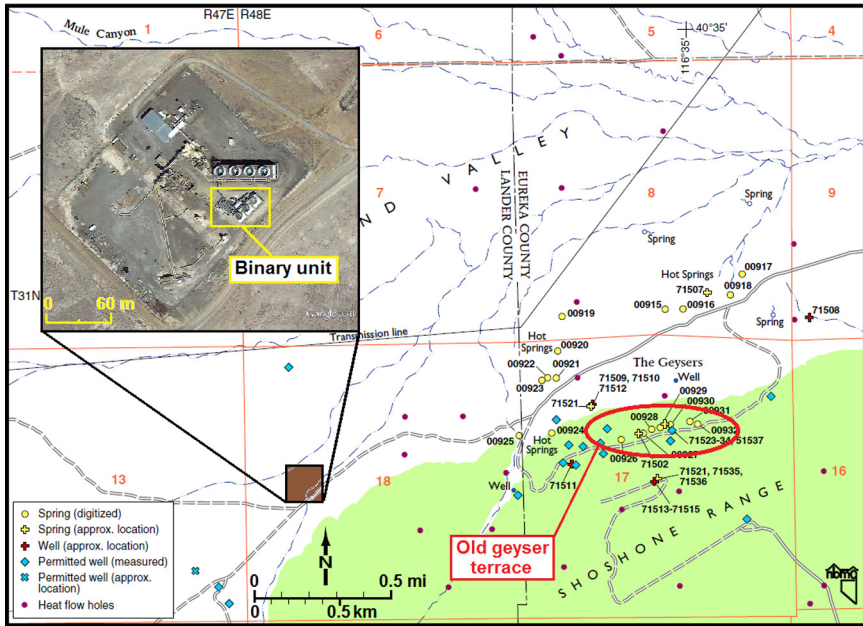 Mule Canyon
R47E
R48E
1
6
5
4
40°35'
116°35'
7
8
9
EUREKA COUNTY
LANDER COUNTY
VALLEY
Binary unit
0
60 m
T31N
Transmission line
Spring
Spring
Spring
Hot Springs
71507
00917
00918
00915
00916
71508
00919
Hot
Springs
00920
00922
00921
00923
The Geysers
Well
71509, 71510
71512
71521
00929
00930
00931
00928
00932
00924
00925
Hot
Springs
71523-34, 51537
00926
71502
71511
Well
71521, 71535,
71536
71513-71515
13
18
17
16
SHOSHONE RANGE
Old geyser
terrace
Spring (digitized)
Spring (approx. location)
Well (approx. location)
Permitted well (measured)
Permitted well (approx.
location)
Heat flow holes
N
0
0.5 mi
0
0.5 km
nbmg